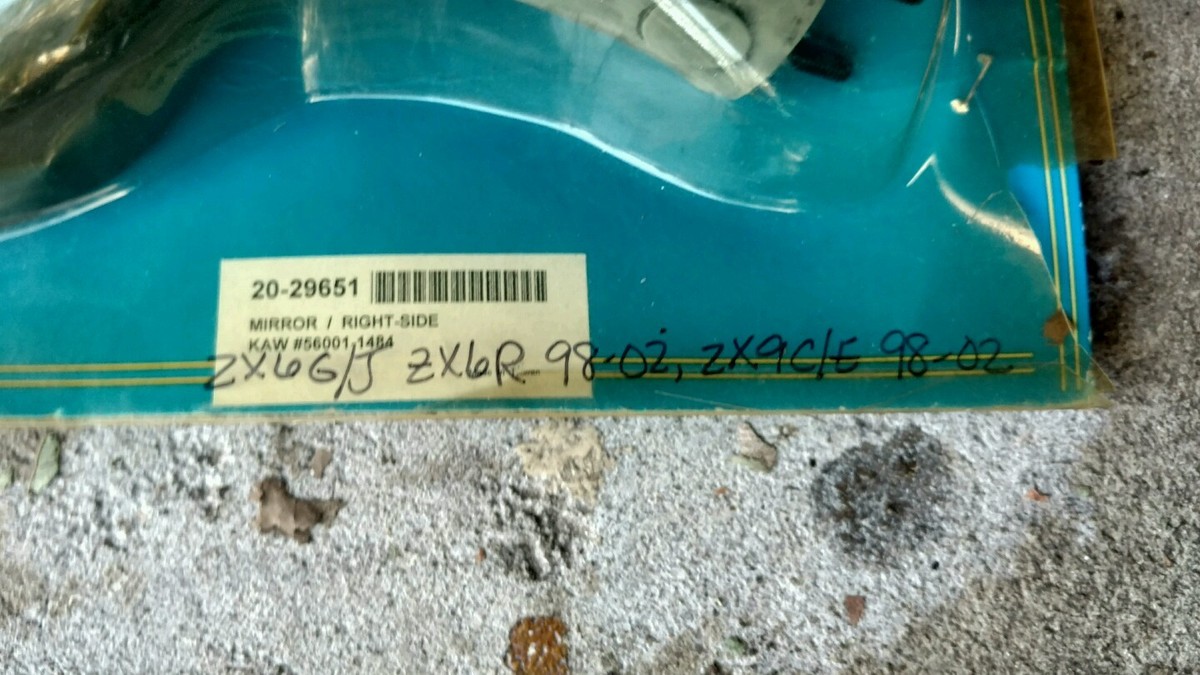 20-29651
MIRROR / RIGHT-SIDE
KAW #56001 1484
ZX6G/J ZX6R 98-02, ZX9C/E 98-02